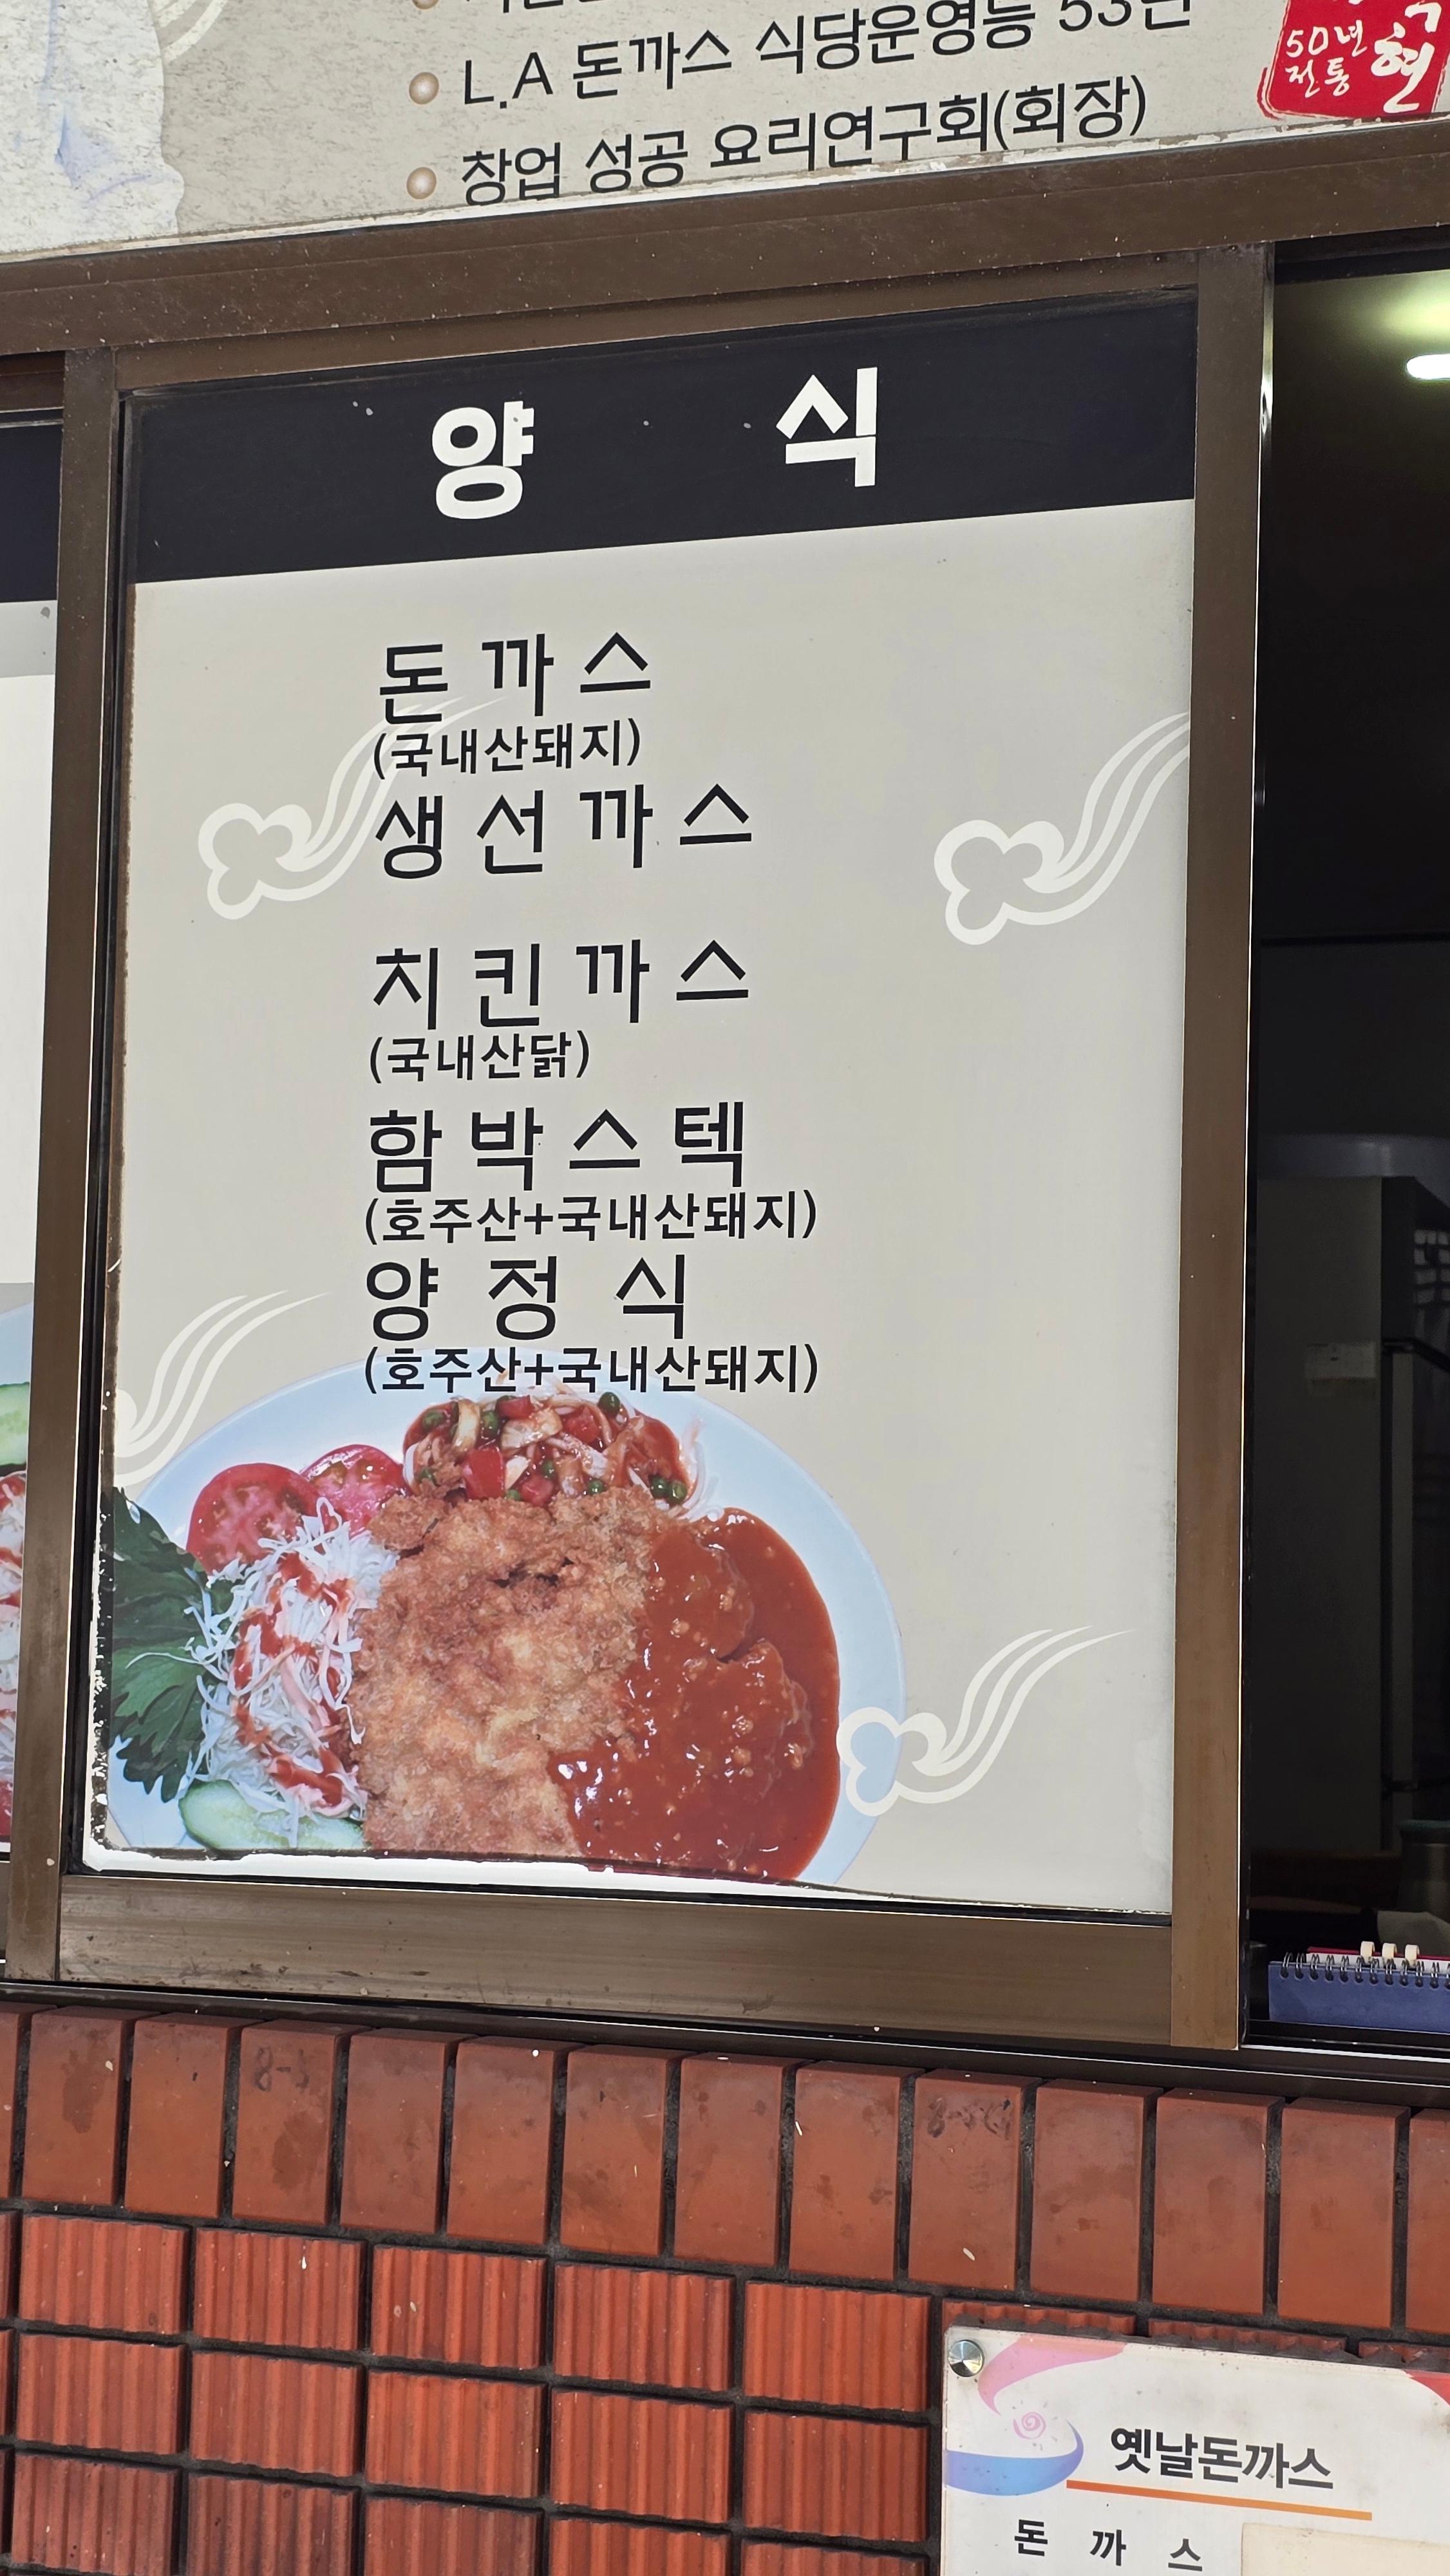 L.A 돈까스 식당운영등 53년
창업 성공 요리연구회(회장)
50년
전통
현
양 식
돈까스
(국내산돼지)
생선까스
치킨까스
(국내산닭)
함박스텍
(호주산+국내산돼지)
양정식
(호주산+국내산돼지)
옛날돈까스
돈 까 스